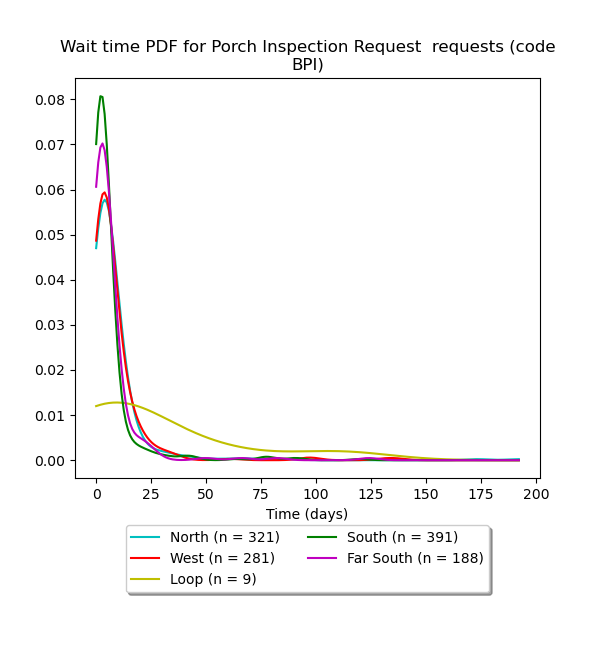 Wait time PDF for Porch Inspection Request  requests (code
BPI)
0.08
0.07
0.06
0.05
0.04
0.03
0.02
0.01
0.00
0 25 50 75 100 125 150 175 200
Time (days)
North (n = 321) South (n = 391)
West (n = 281) Far South (n = 188)
Loop (n = 9)